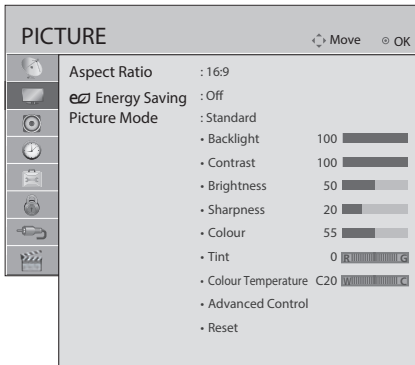 PICTURE Move OK
Aspect Ratio : 16:9
Energy Saving : Off
Picture Mode : Standard
• Backlight 100
• Contrast 100
• Brightness 50
• Sharpness 20
• Colour 55
• Tint 0 R G
• Colour Temperature C20 W C
• Advanced Control
• Reset